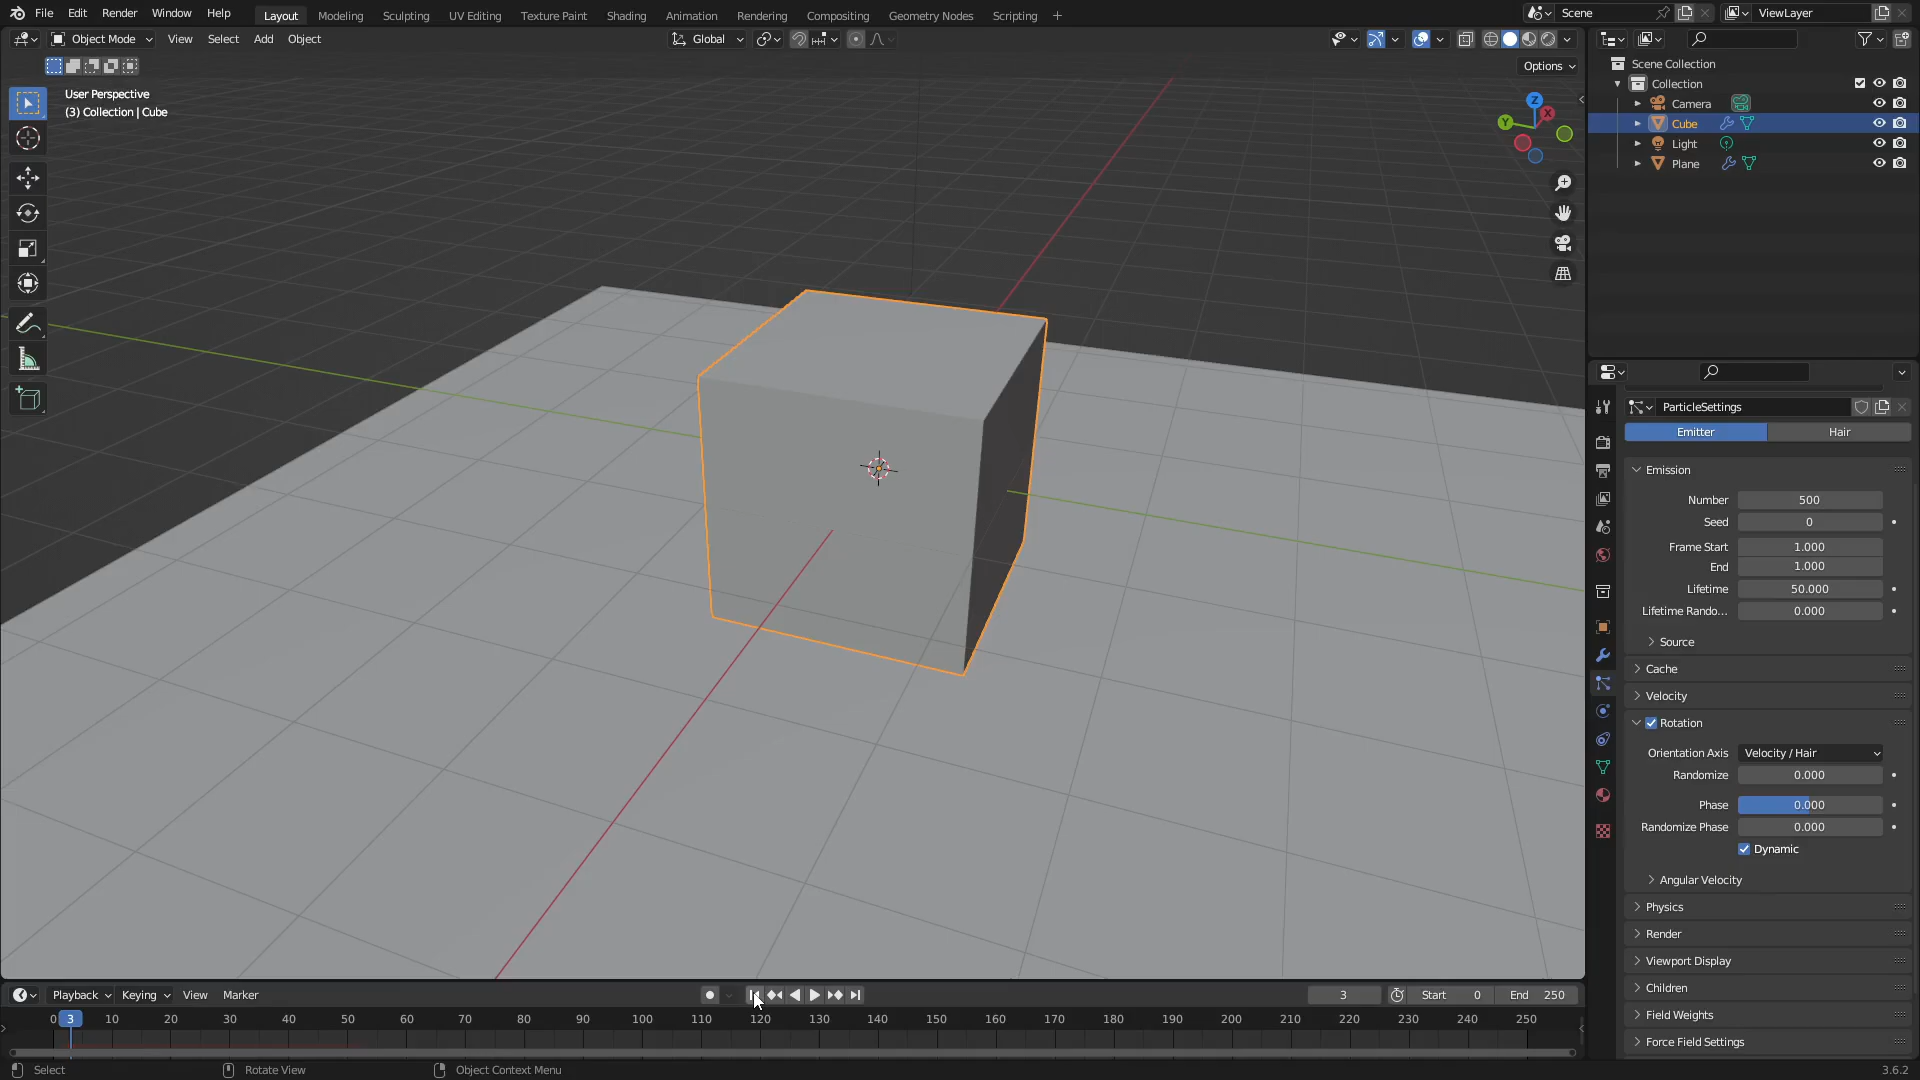 File Edit Render Window Help Layout Modeling Sculpting UV Editing Texture Paint Shading Animation Rendering Compositing Geometry Nodes Scripting Scene ViewLayer
Object Mode View Select Add Object Global
Options
User Perspective
(3) Collection | Cube
Z
X
Y
Scene Collection
Collection
Camera
Cube
Light
Plane
ParticleSettings
Emitter Hair
Emission
Number 500
Seed 0
Frame Start 1.000
End 1.000
Lifetime 50.000
Lifetime Rando... 0.000
Source
Cache
Velocity
Rotation
Orientation Axis Velocity / Hair
Randomize 0.000
Phase 0.000
Randomize Phase 0.000
Dynamic
Angular Velocity
Physics
Render
Viewport Display
Children
Field Weights
Force Field Settings
Playback Keying View Marker 3 Start 0 End 250
0 3 10 20 30 40 50 60 70 80 90 100 110 120 130 140 150 160 170 180 190 200 210 220 230 240 250
Select Rotate View Object Context Menu 3.6.2